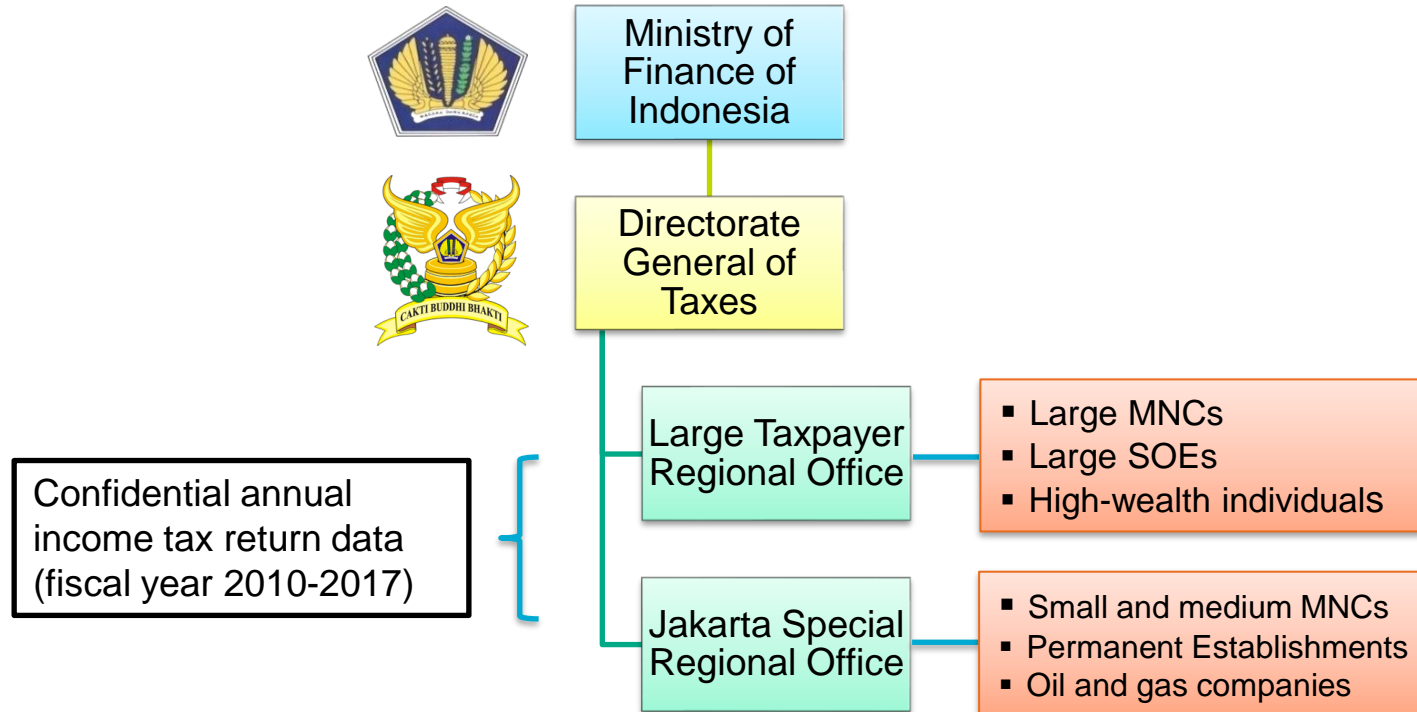 Ministry of
Finance of
Indonesia
CAKTI BUDDHI BHAKTI
Directorate
General of
Taxes
Large Taxpayer
Regional Office
▪ Large MNCs
▪ Large SOEs
▪ High-wealth individuals
Confidential annual
income tax return data
(fiscal year 2010-2017)
Jakarta Special
Regional Office
▪ Small and medium MNCs
▪ Permanent Establishments
▪ Oil and gas companies